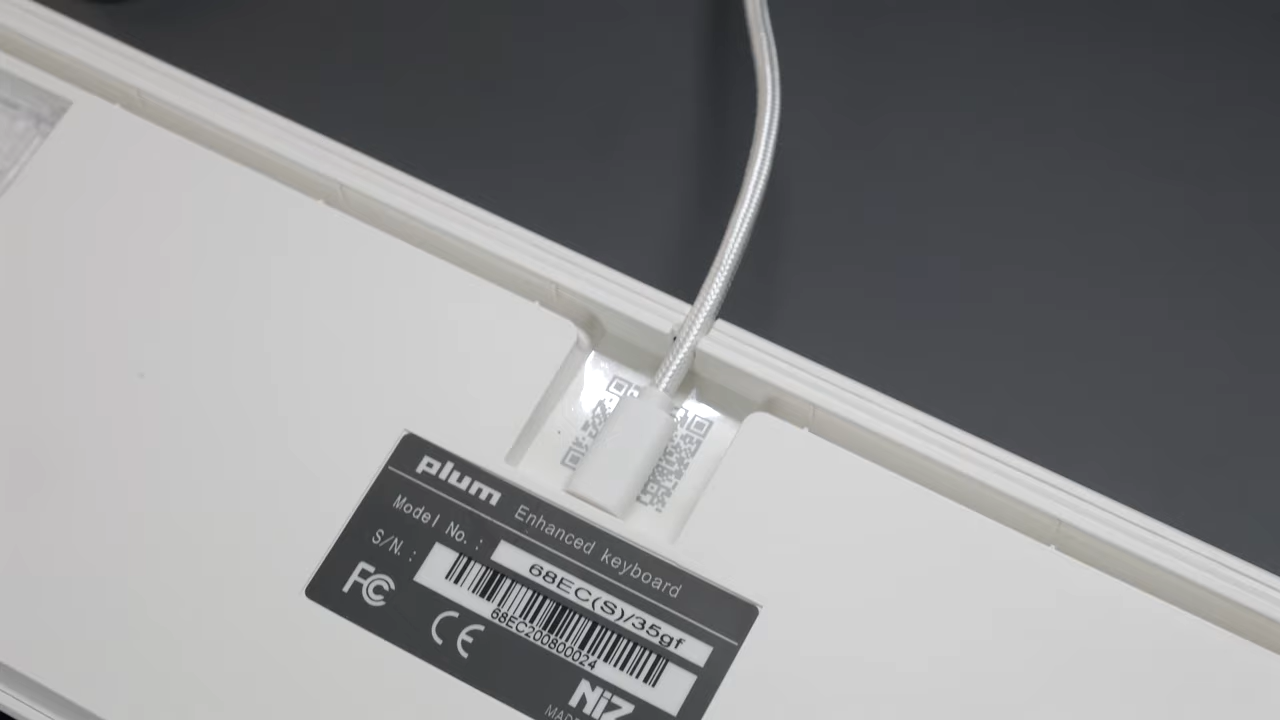 plum Enhanced keyboard
Model No.: 68EC(S)/35gf
S/N.:
68EC200800024
FC CE
NiZ